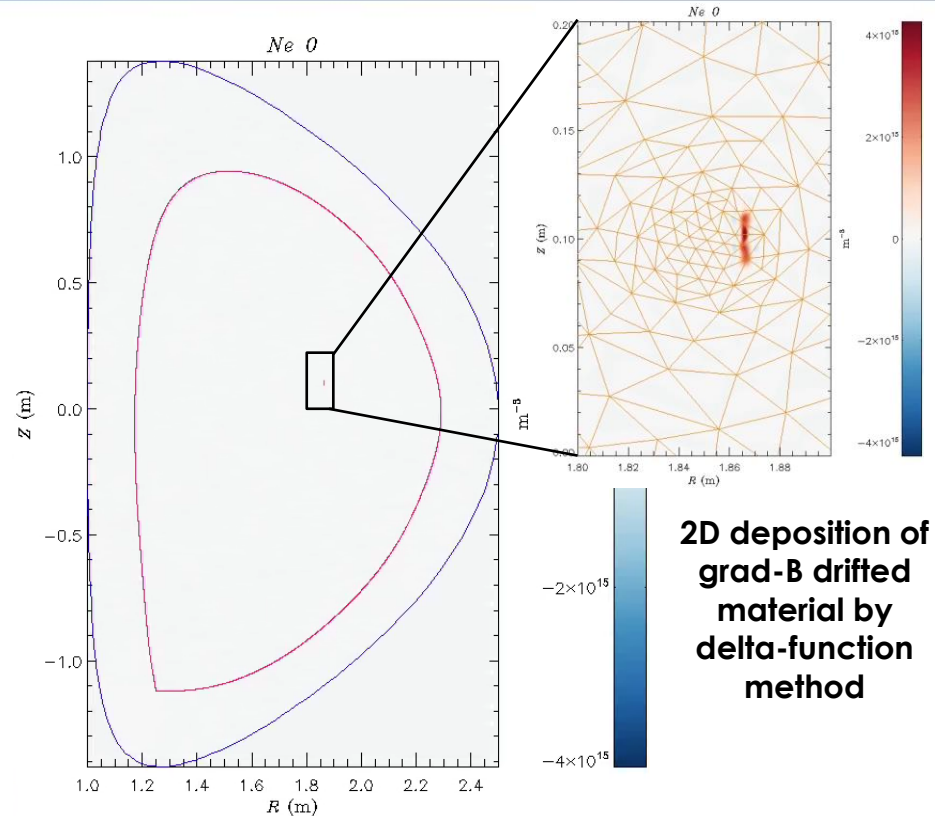 Ne 0
1.0
0.5
0.0
−0.5
−1.0
Z (m)
1.0 1.2 1.4 1.6 1.8 2.0 2.2 2.4
R (m)
m⁻³
−2×10¹⁵
−4×10¹⁵
Ne 0
0.20
0.15
0.10
0.05
0.00
Z (m)
1.80 1.82 1.84 1.86 1.88
R (m)
4×10¹⁵
2×10¹⁵
0
−2×10¹⁵
−4×10¹⁵
m⁻³
2D deposition of
grad-B drifted
material by
delta-function
method